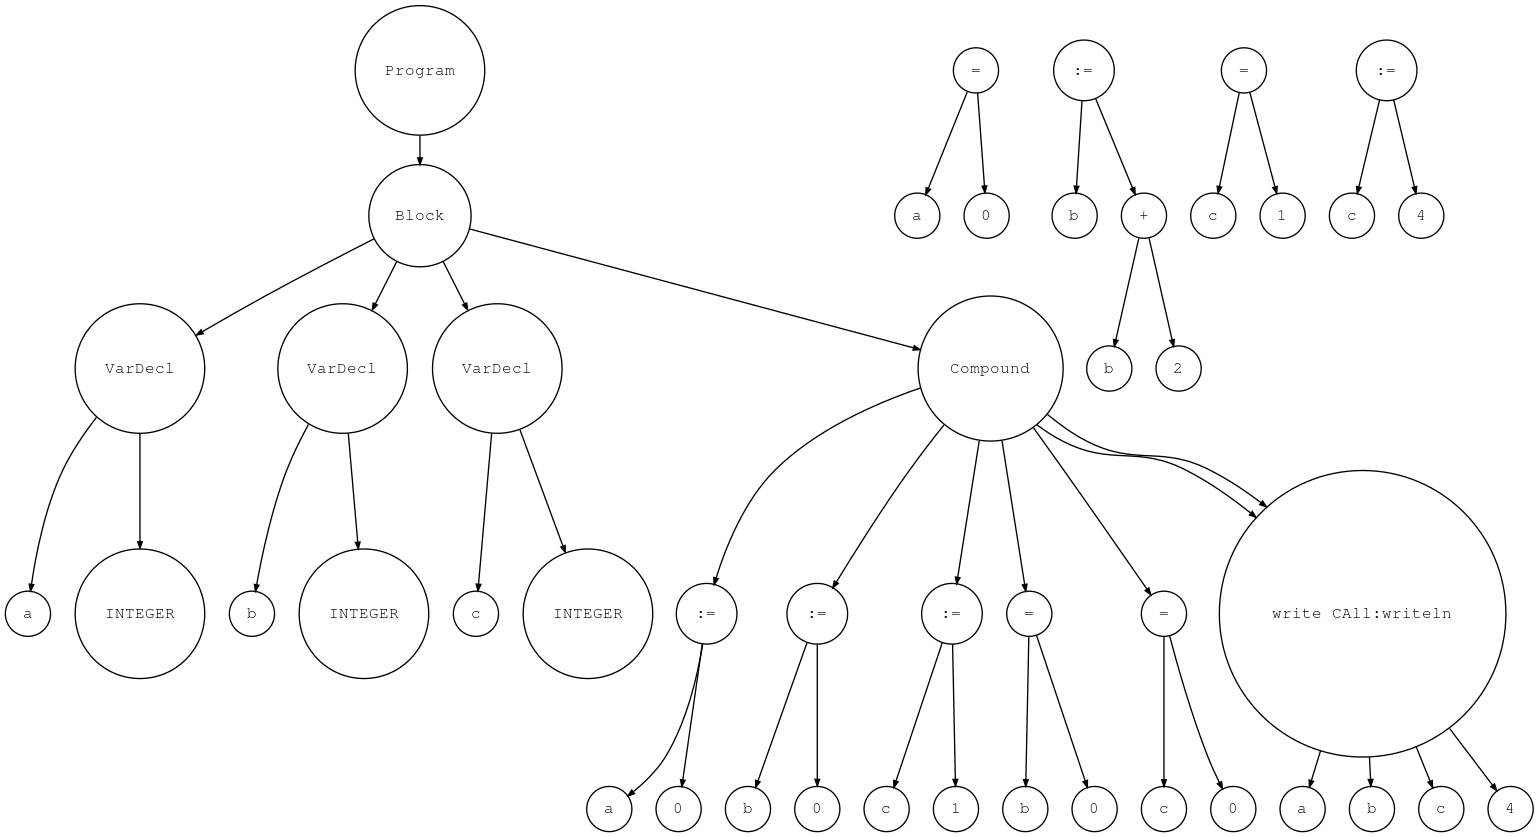 Program
=
:=
=
:=
Block
a
0
b
+
c
1
c
4
VarDecl
VarDecl
VarDecl
Compound
b
2
a
INTEGER
b
INTEGER
c
INTEGER
:=
:=
:=
=
=
write CAll:writeln
a
0
b
0
c
1
b
0
c
0
a
b
c
4